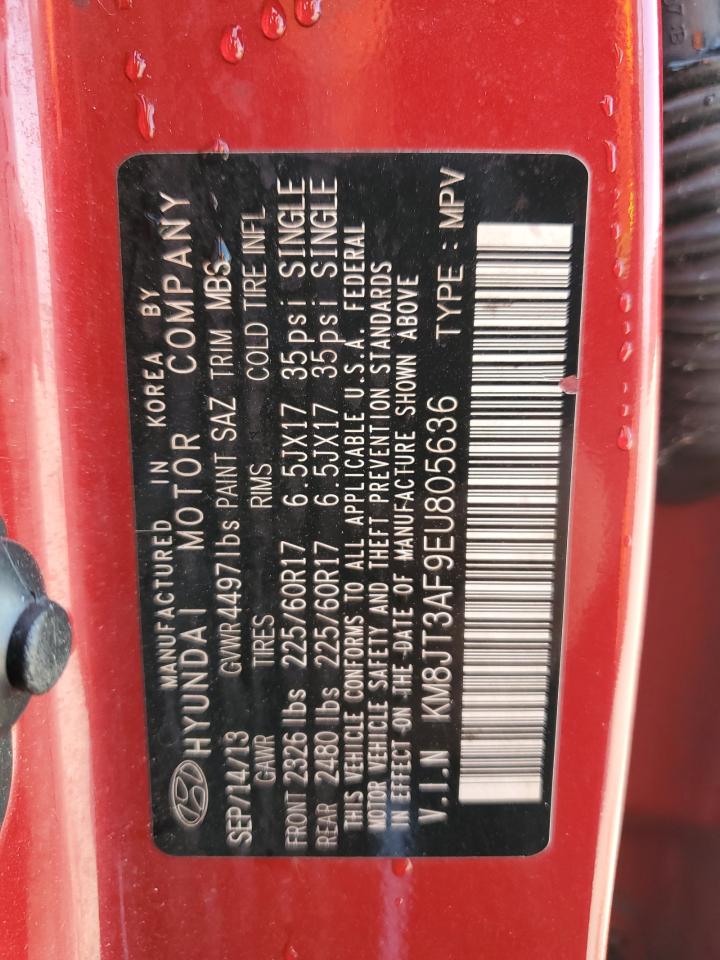 MANUFACTURED IN KOREA BY
HYUNDAI MOTOR COMPANY
SEP/14/13 GVWR 4497lbs PAINT SAZ TRIM MBS
GAWR TIRES RIMS COLD TIRE INFL
FRONT 2326 lbs 225/60R17 6.5JX17 35psi SINGLE
REAR 2480 lbs 225/60R17 6.5JX17 35psi SINGLE
THIS VEHICLE CONFORMS TO ALL APPLICABLE U.S.A. FEDERAL
MOTOR VEHICLE SAFETY AND THEFT PREVENTION STANDARDS
IN EFFECT ON THE DATE OF MANUFACTURE SHOWN ABOVE
V.I.N KM8JT3AF9EU805636 TYPE : MPV